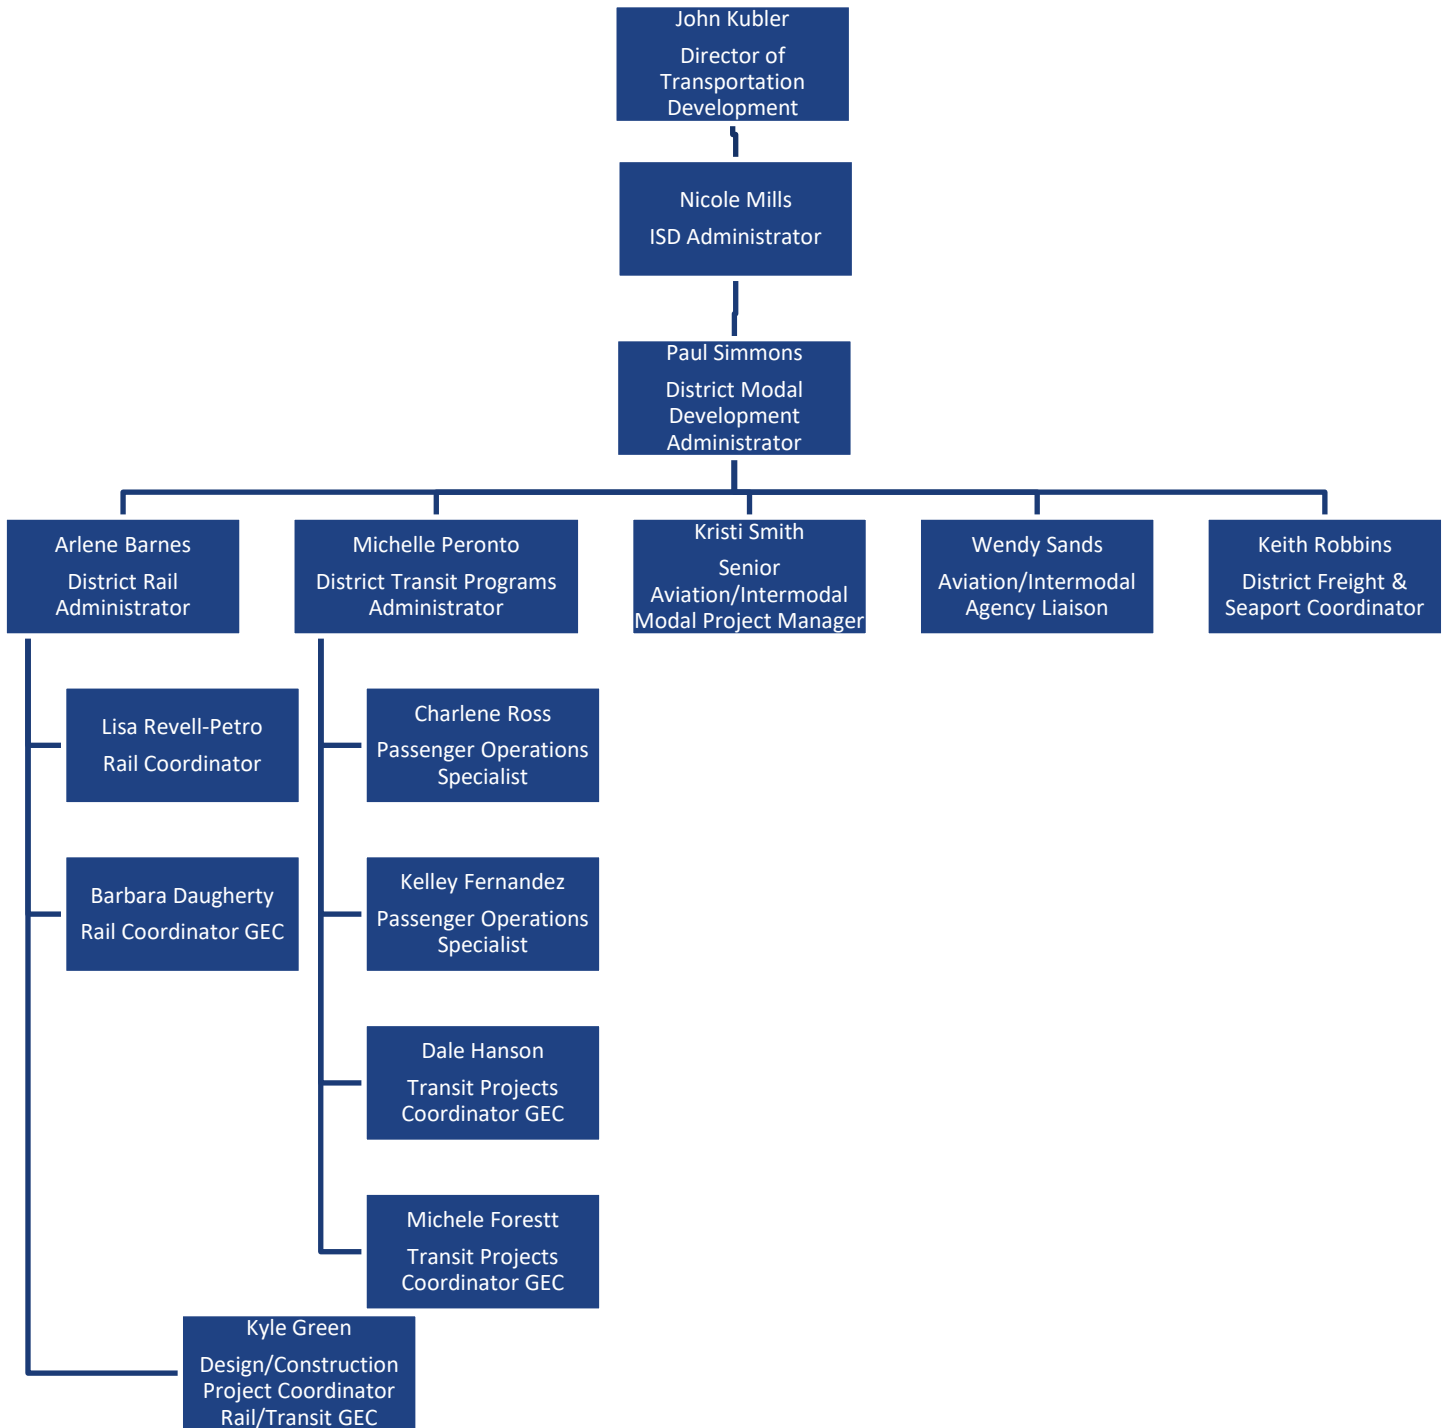 John Kubler
Director of
Transportation
Development
Nicole Mills
ISD Administrator
Paul Simmons
District Modal
Development
Administrator
Arlene Barnes
District Rail
Administrator
Michelle Peronto
District Transit Programs
Administrator
Kristi Smith
Senior
Aviation/Intermodal
Modal Project Manager
Wendy Sands
Aviation/Intermodal
Agency Liaison
Keith Robbins
District Freight &
Seaport Coordinator
Lisa Revell-Petro
Rail Coordinator
Charlene Ross
Passenger Operations
Specialist
Barbara Daugherty
Rail Coordinator GEC
Kelley Fernandez
Passenger Operations
Specialist
Dale Hanson
Transit Projects
Coordinator GEC
Michele Forestt
Transit Projects
Coordinator GEC
Kyle Green
Design/Construction
Project Coordinator
Rail/Transit GEC